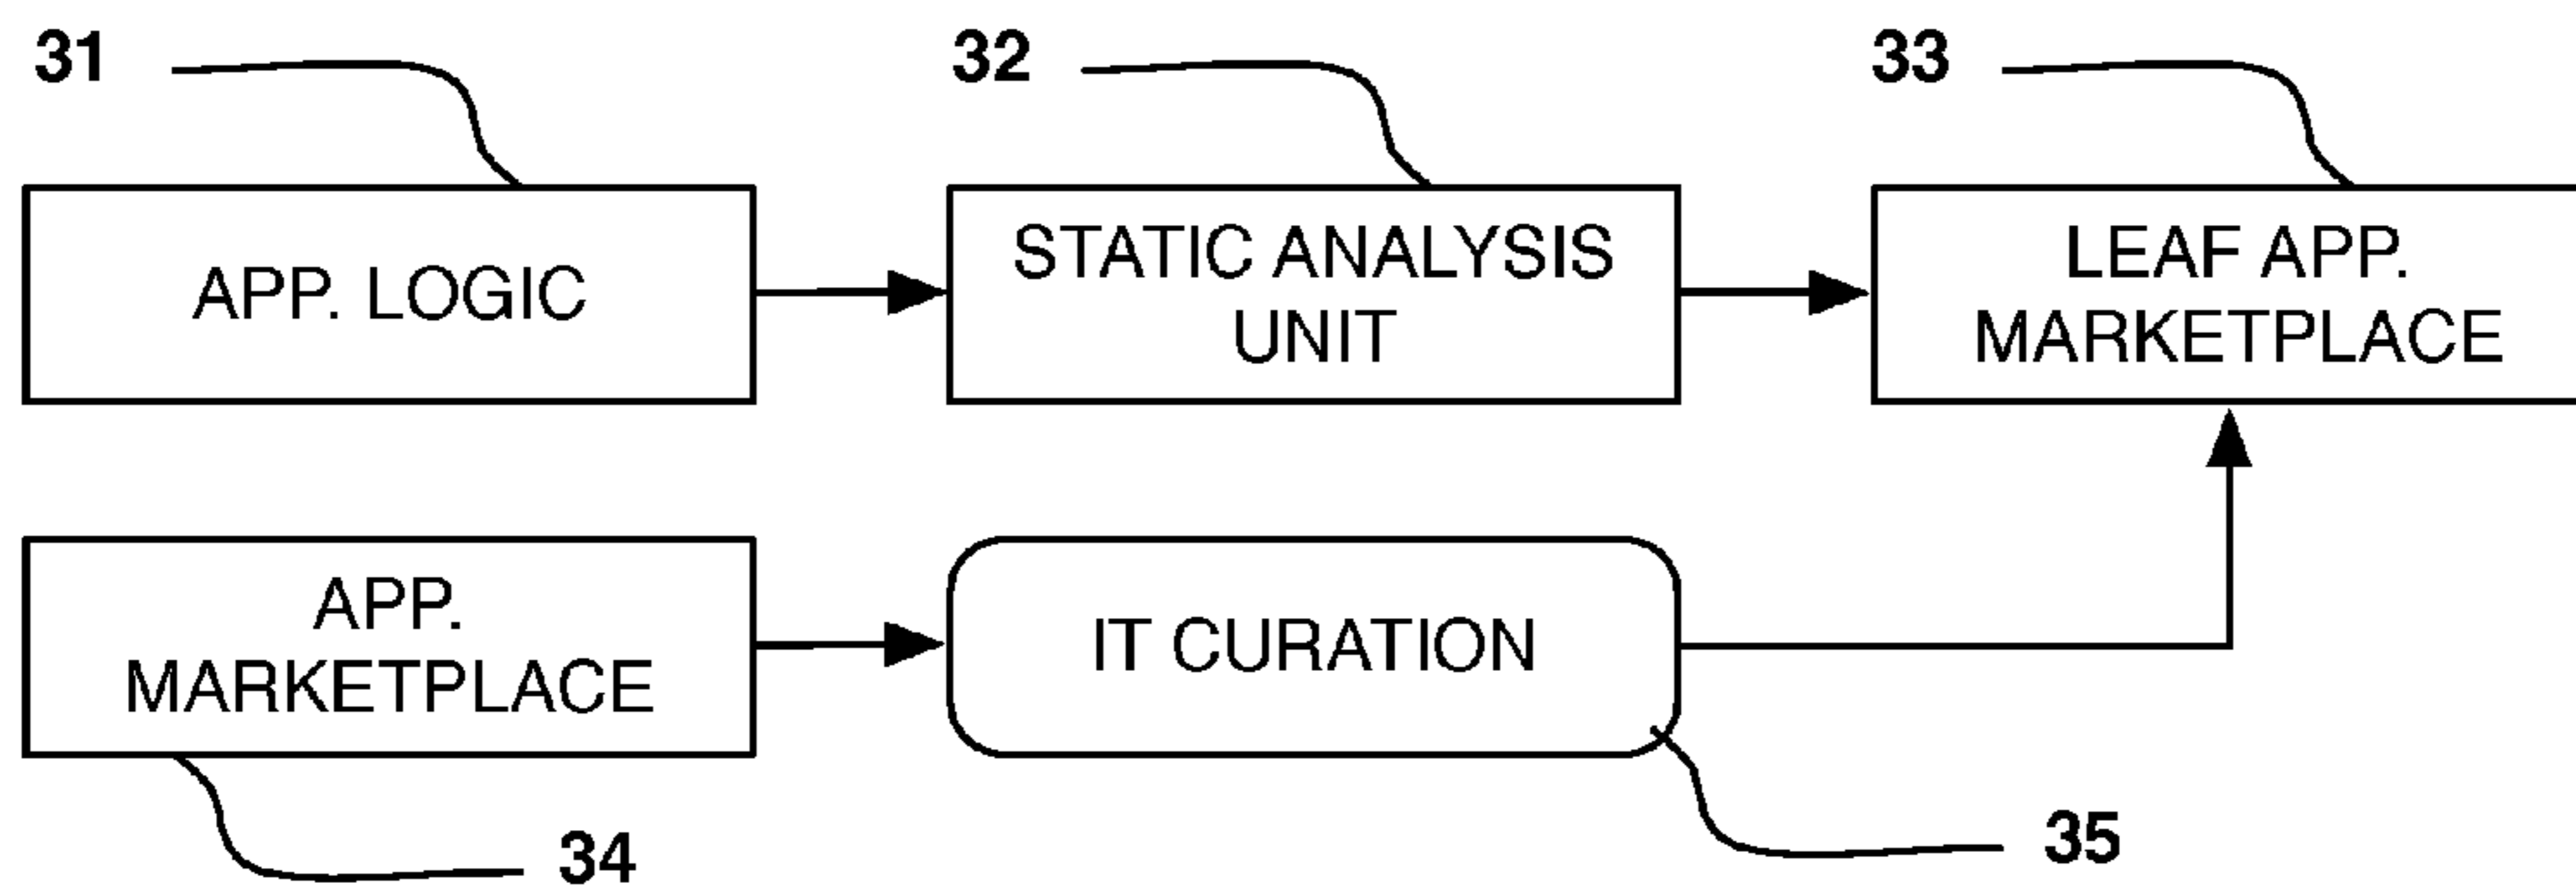 31
32
33
APP. LOGIC
STATIC ANALYSIS
UNIT
LEAF APP.
MARKETPLACE
APP.
MARKETPLACE
IT CURATION
34
35